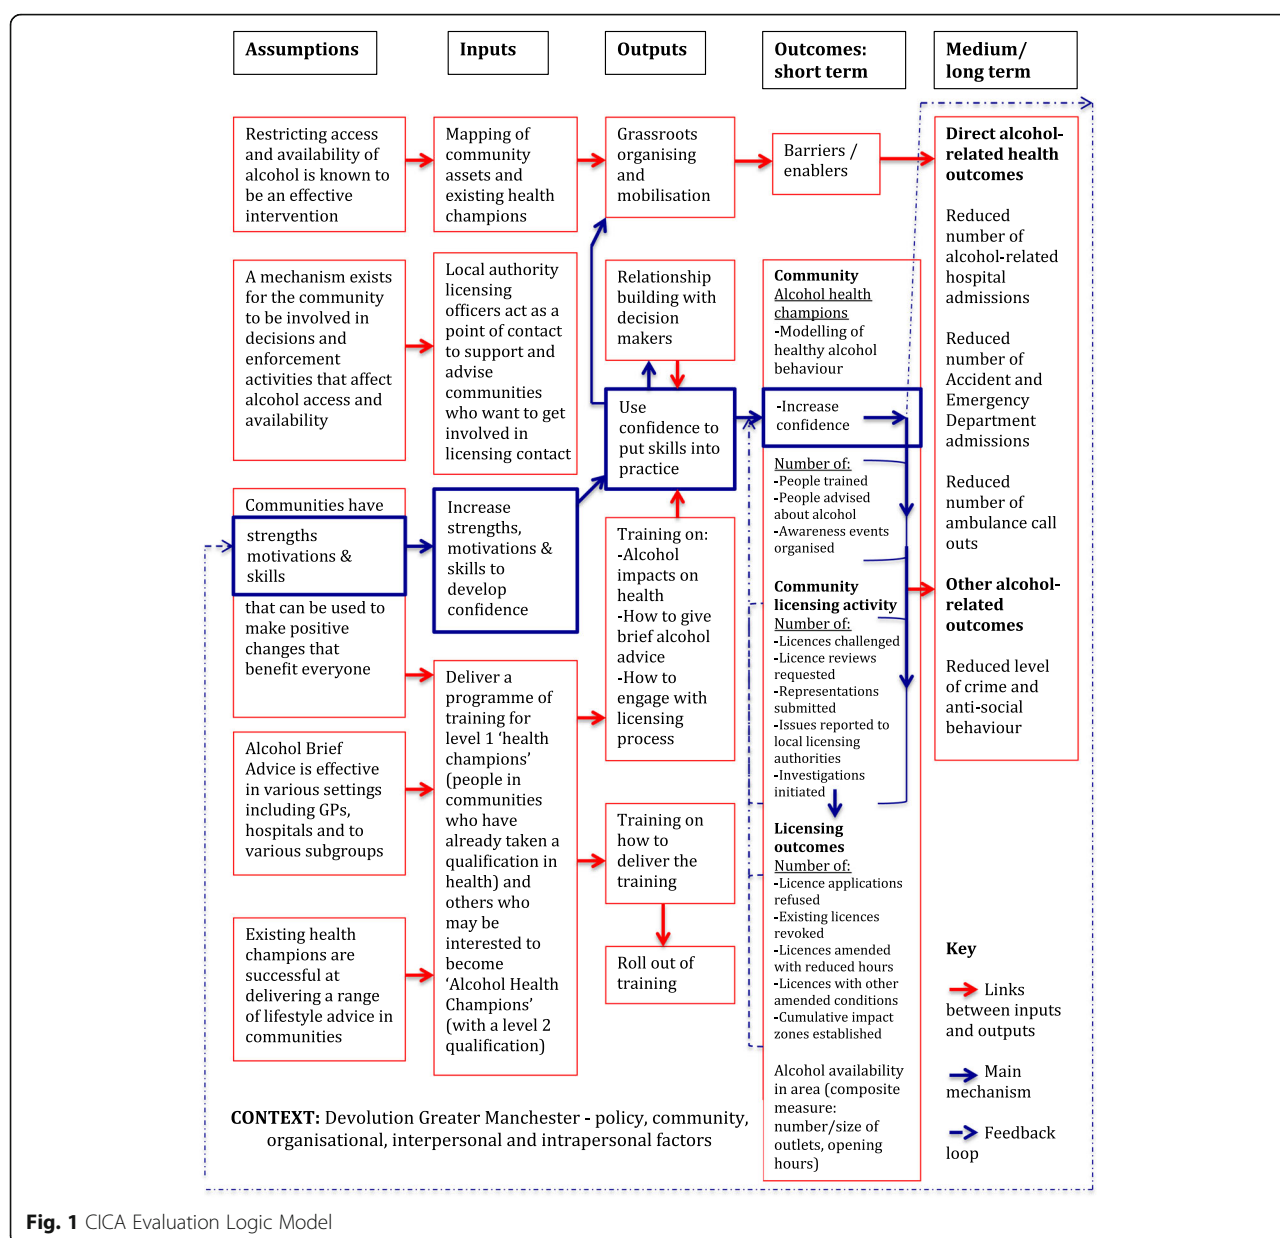 Assumptions
Inputs
Outputs
Outcomes:
short term
Medium/
long term
Restricting access
and availability of
alcohol is known to
be an effective
intervention
Mapping of
community
assets and
existing health
champions
Grassroots
organising
and
mobilisation
Barriers /
enablers
Direct alcohol-
related health
outcomes
Reduced
number of
alcohol-related
hospital
admissions
Reduced
number of
Accident and
Emergency
Department
admissions
Reduced
number of
ambulance call
outs
Other alcohol-
related
outcomes
Reduced level
of crime and
anti-social
behaviour
A mechanism exists
for the community
to be involved in
decisions and
enforcement
activities that affect
alcohol access and
availability
Local authority
licensing
officers act as a
point of contact
to support and
advise
communities
who want to get
involved in
licensing contact
Relationship
building with
decision
makers
Use
confidence to
put skills into
practice
Community
Alcohol health
champions
-Modelling of
healthy alcohol
behaviour
-Increase
confidence
Number of:
-People trained
-People advised
about alcohol
-Awareness events
organised
Community
licensing activity
Number of:
-Licences challenged
-Licence reviews
requested
-Representations
submitted
-Issues reported to
local licensing
authorities
-Investigations
initiated
Licensing
outcomes
Number of:
-Licence applications
refused
-Existing licences
revoked
-Licences amended
with reduced hours
-Licences with other
amended conditions
-Cumulative impact
zones established
Alcohol availability
in area (composite
measure:
number/size of
outlets, opening
hours)
Communities have
strengths
motivations &
skills
that can be used to
make positive
changes that
benefit everyone
Increase
strengths,
motivations &
skills to
develop
confidence
Training on:
-Alcohol
impacts on
health
-How to give
brief alcohol
advice
-How to
engage with
licensing
process
Alcohol Brief
Advice is effective
in various settings
including GPs,
hospitals and to
various subgroups
Deliver a
programme of
training for
level 1 ‘health
champions’
(people in
communities
who have
already taken a
qualification in
health) and
others who
may be
interested to
become
‘Alcohol Health
Champions’
(with a level 2
qualification)
Training on
how to
deliver the
training
Roll out of
training
Existing health
champions are
successful at
delivering a range
of lifestyle advice in
communities
Key
Links
between inputs
and outputs
Main
mechanism
Feedback
loop
CONTEXT: Devolution Greater Manchester - policy, community,
organisational, interpersonal and intrapersonal factors
Fig. 1 CICA Evaluation Logic Model